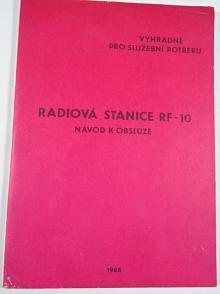 VÝHRADNĚ
PRO SLUŽEBNÍ POTŘEBU
RADIOVÁ STANICE RF-10
NÁVOD K OBSLUZE
1988